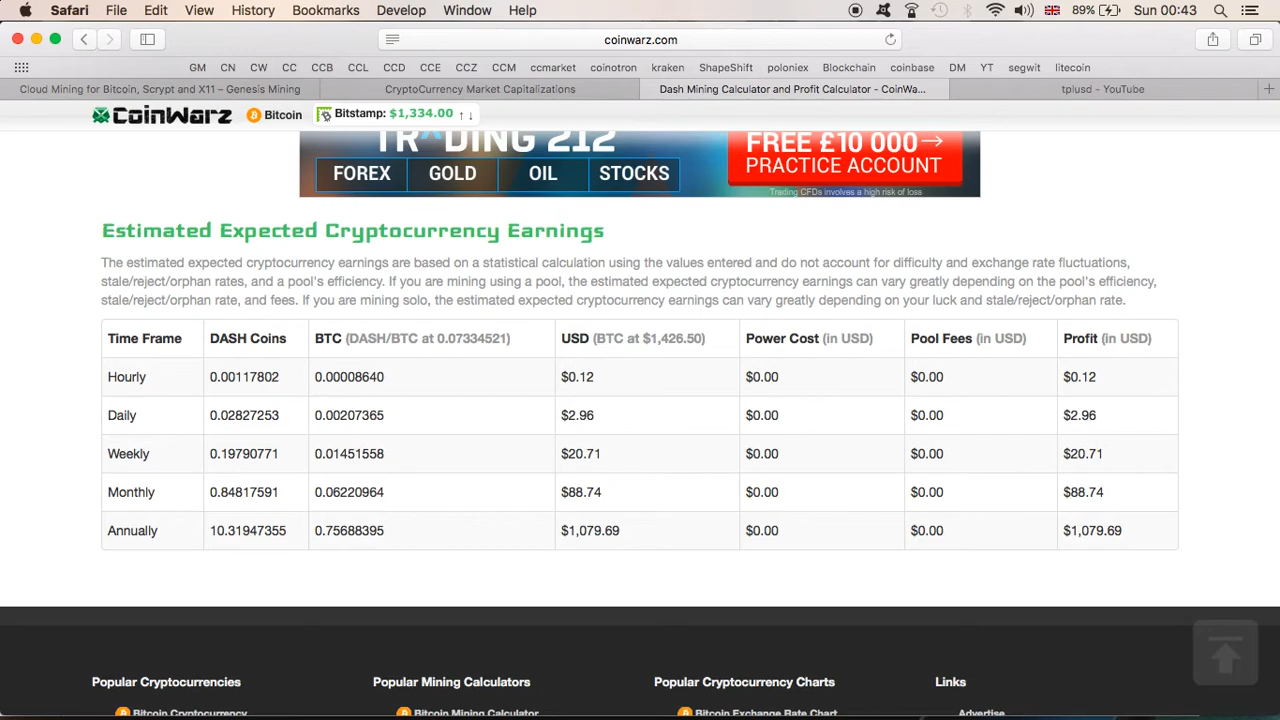 Safari File Edit View History Bookmarks Develop Window Help 89% Sun 00:43
coinwarz.com
GM CN CW CC CCB CCL CCD CCE CCZ CCM ccmarket coinotron kraken ShapeShift poloniex Blockchain coinbase DM YT segwit litecoin
Cloud Mining for Bitcoin, Scrypt and X11 – Genesis Mining CryptoCurrency Market Capitalizations Dash Mining Calculator and Profit Calculator - CoinWa... tplusd - YouTube
CoinWarz Bitcoin Bitstamp: $1,334.00 ↑ ↓
TRADING 212
FOREX GOLD OIL STOCKS
FREE £10 000
PRACTICE ACCOUNT
Trading CFDs involves a high risk of loss
Estimated Expected Cryptocurrency Earnings
The estimated expected cryptocurrency earnings are based on a statistical calculation using the values entered and do not account for difficulty and exchange rate fluctuations,
stale/reject/orphan rates, and a pool's efficiency. If you are mining using a pool, the estimated expected cryptocurrency earnings can vary greatly depending on the pool's efficiency,
stale/reject/orphan rate, and fees. If you are mining solo, the estimated expected cryptocurrency earnings can vary greatly depending on your luck and stale/reject/orphan rate.
Time Frame DASH Coins BTC (DASH/BTC at 0.07334521) USD (BTC at $1,426.50) Power Cost (in USD) Pool Fees (in USD) Profit (in USD)
Hourly 0.00117802 0.00008640 $0.12 $0.00 $0.00 $0.12
Daily 0.02827253 0.00207365 $2.96 $0.00 $0.00 $2.96
Weekly 0.19790771 0.01451558 $20.71 $0.00 $0.00 $20.71
Monthly 0.84817591 0.06220964 $88.74 $0.00 $0.00 $88.74
Annually 10.31947355 0.75688395 $1,079.69 $0.00 $0.00 $1,079.69
Popular Cryptocurrencies Popular Mining Calculators Popular Cryptocurrency Charts Links
Bitcoin Cryptocurrency Bitcoin Mining Calculator Bitcoin Exchange Rate Chart Advertise